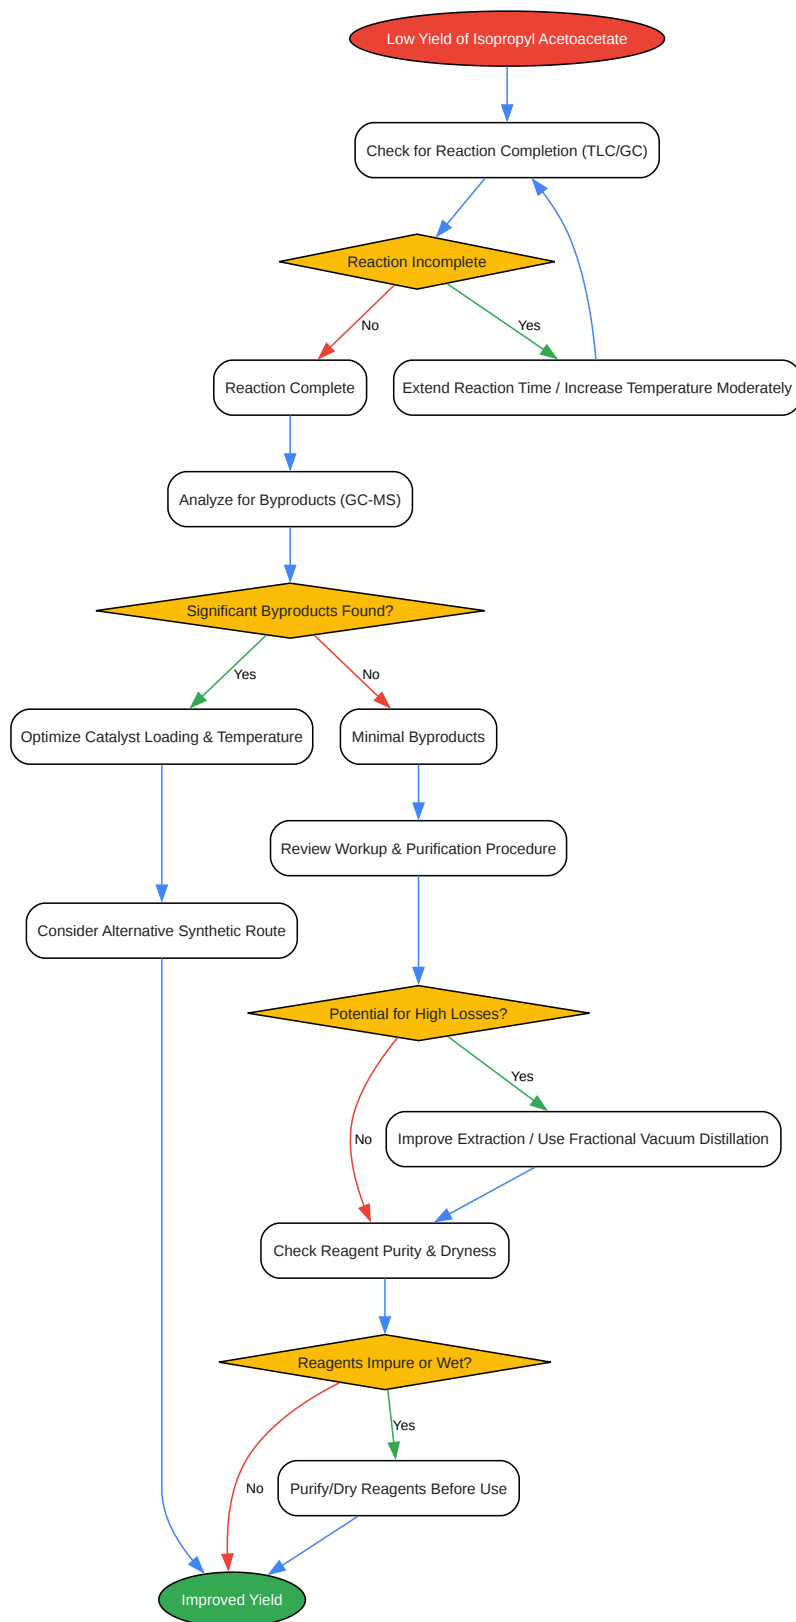 Low Yield of Isopropyl Acetoacetate
Check for Reaction Completion (TLC/GC)
Reaction Incomplete
No
Yes
Reaction Complete
Extend Reaction Time / Increase Temperature Moderately
Analyze for Byproducts (GC-MS)
Significant Byproducts Found?
Yes
No
Optimize Catalyst Loading & Temperature
Minimal Byproducts
Review Workup & Purification Procedure
Consider Alternative Synthetic Route
Potential for High Losses?
Yes
No
Improve Extraction / Use Fractional Vacuum Distillation
Check Reagent Purity & Dryness
Reagents Impure or Wet?
Yes
No
Purify/Dry Reagents Before Use
Improved Yield